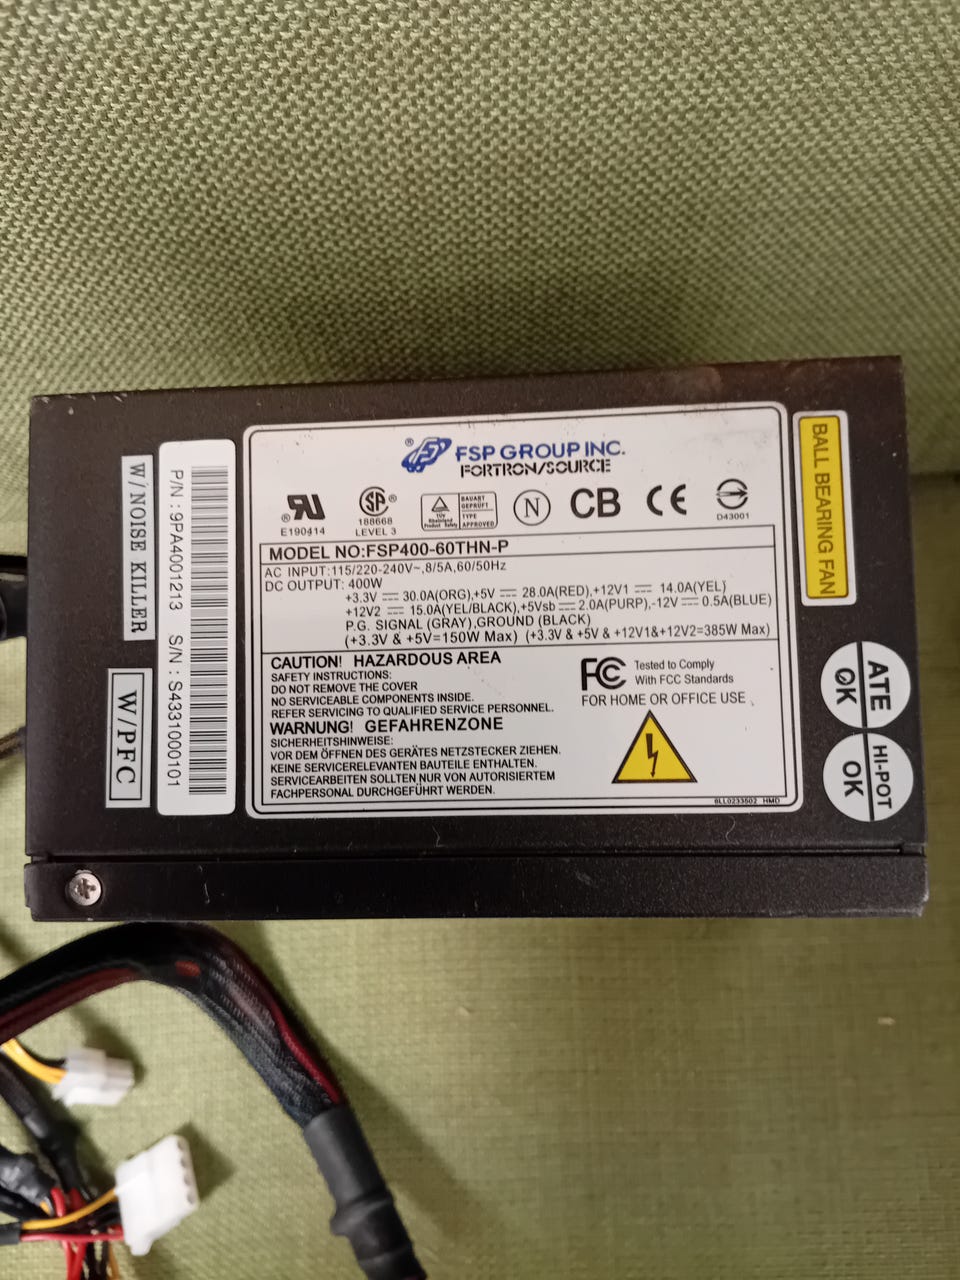 W/NOISE KILLER
W/PFC
P/N : 9PA4001213 S/N : S4331000101
® FSP GROUP INC.
FORTRON/SOURCE
E190414
SA ®
188668
LEVEL 3
TÜV
Rheinland
Product Safety
BAUART
GEPRÜFT
TYPE
APPROVED
N
CB
CE
D43001
MODEL NO:FSP400-60THN-P
AC INPUT:115/220-240V~,8/5A,60/50Hz
DC OUTPUT: 400W
+3.3V ⎓ 30.0A(ORG),+5V ⎓ 28.0A(RED),+12V1 ⎓ 14.0A(YEL)
+12V2 ⎓ 15.0A(YEL/BLACK),+5Vsb ⎓ 2.0A(PURP),-12V ⎓ 0.5A(BLUE)
P.G. SIGNAL (GRAY),GROUND (BLACK)
(+3.3V & +5V=150W Max) (+3.3V & +5V & +12V1&+12V2=385W Max)
CAUTION! HAZARDOUS AREA
SAFETY INSTRUCTIONS:
DO NOT REMOVE THE COVER
NO SERVICEABLE COMPONENTS INSIDE.
REFER SERVICING TO QUALIFIED SERVICE PERSONNEL.
WARNUNG! GEFAHRENZONE
SICHERHEITSHINWEISE:
VOR DEM ÖFFNEN DES GERÄTES NETZSTECKER ZIEHEN.
KEINE SERVICERELEVANTEN BAUTEILE ENTHALTEN.
SERVICEARBEITEN SOLLTEN NUR VON AUTORISIERTEM
FACHPERSONAL DURCHGEFÜHRT WERDEN.
FC Tested to Comply
With FCC Standards
FOR HOME OR OFFICE USE
6LL0233502 HMD
BALL BEARING FAN
ATE
OK
HI-POT
OK